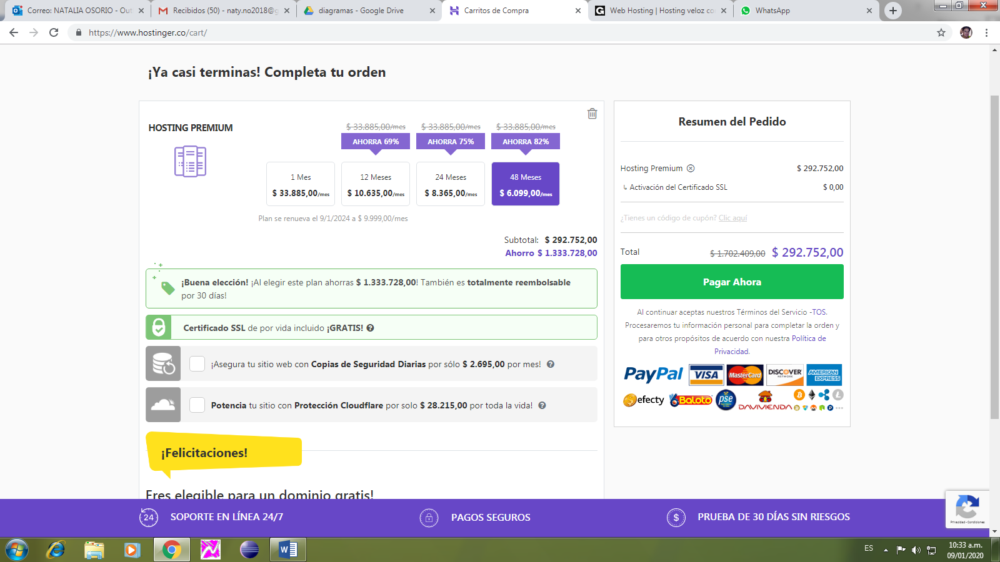 Correo: NATALIA OSORIO - Out
Recibidos (50) - naty.no2018@g
diagramas - Google Drive
Carritos de Compra
Web Hosting | Hosting veloz co
WhatsApp
https://www.hostinger.co/cart/
¡Ya casi terminas! Completa tu orden
HOSTING PREMIUM
$ 33.885,00/mes $ 33.885,00/mes $ 33.885,00/mes
AHORRA 69% AHORRA 75% AHORRA 82%
1 Mes 12 Meses 24 Meses 48 Meses
$ 33.885,00/mes $ 10.635,00/mes $ 8.365,00/mes $ 6.099,00/mes
Plan se renueva el 9/1/2024 a $ 9.999,00/mes
Subtotal: $ 292.752,00
Ahorro $ 1.333.728,00
¡Buena elección! ¡Al elegir este plan ahorras $ 1.333.728,00! También es totalmente reembolsable
por 30 días!
Certificado SSL de por vida incluido ¡GRATIS!
¡Asegura tu sitio web con Copias de Seguridad Diarias por sólo $ 2.695,00 por mes!
Potencia tu sitio con Protección Cloudflare por solo $ 28.215,00 por toda la vida!
¡Felicitaciones!
Eres elegible para un dominio gratis!
Resumen del Pedido
Hosting Premium $ 292.752,00
↳ Activación del Certificado SSL $ 0,00
¿Tienes un código de cupón? Clic aquí
Total $ 1.702.409,00 $ 292.752,00
Pagar Ahora
Al continuar aceptas nuestros Términos del Servicio -TOS.
Procesaremos tu información personal para completar la orden y
para otros propósitos de acuerdo con nuestra Política de
Privacidad.
PayPal VISA MasterCard DISCOVER NETWORK AMERICAN EXPRESS
efecty Baloto pse DAVIVIENDA
24 SOPORTE EN LÍNEA 24/7
PAGOS SEGUROS
$ PRUEBA DE 30 DÍAS SIN RIESGOS
Privacidad - Condiciones
ES
10:33 a.m.
09/01/2020